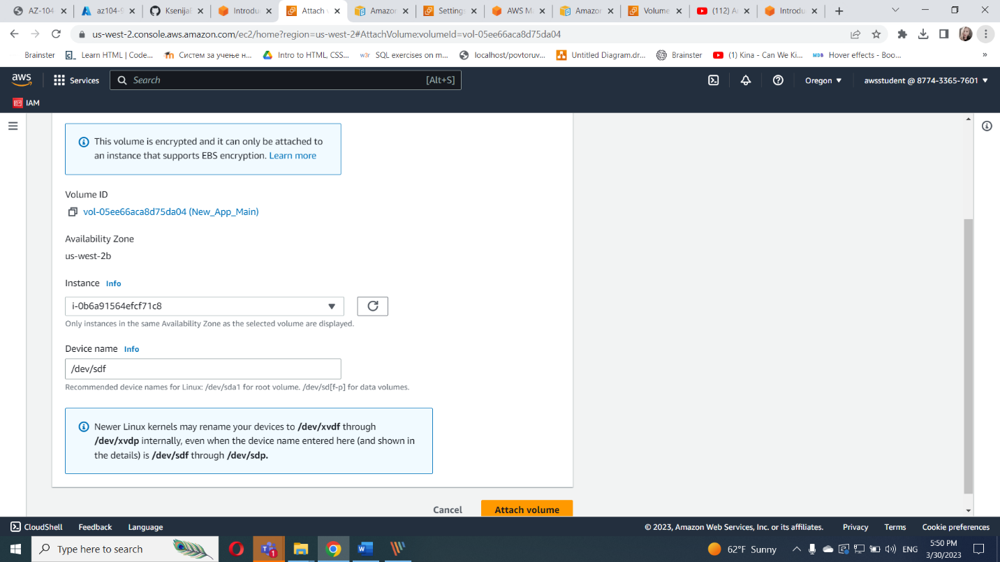 AZ-104-
az104-9
KsenijaE
Introduc
Attach v
Amazon
Settings
AWS Ma
Amazon
Volume
(112) A
Introdu
us-west-2.console.aws.amazon.com/ec2/home?region=us-west-2#AttachVolume:volumeId=vol-05ee66aca8d75da04
Brainster
Learn HTML | Code...
Систем за учење н...
Intro to HTML, CSS...
w3r SQL exercises on m...
localhost/povtoruv...
Untitled Diagram.dr...
Brainster
(1) Kina - Can We Ki...
MDB Hover effects - Boo...
»
aws
Services
Search
[Alt+S]
Oregon
awsstudent @ 8774-3365-7601
IAM
This volume is encrypted and it can only be attached to
an instance that supports EBS encryption. Learn more
Volume ID
vol-05ee66aca8d75da04 (New_App_Main)
Availability Zone
us-west-2b
Instance Info
i-0b6a91564efcf71c8
Only instances in the same Availability Zone as the selected volume are displayed.
Device name Info
/dev/sdf
Recommended device names for Linux: /dev/sda1 for root volume. /dev/sd[f-p] for data volumes.
Newer Linux kernels may rename your devices to /dev/xvdf through
/dev/xvdp internally, even when the device name entered here (and shown in
the details) is /dev/sdf through /dev/sdp.
Cancel
Attach volume
CloudShell
Feedback
Language
© 2023, Amazon Web Services, Inc. or its affiliates.
Privacy
Terms
Cookie preferences
Type here to search
1
62°F Sunny
ENG
5:50 PM
3/30/2023